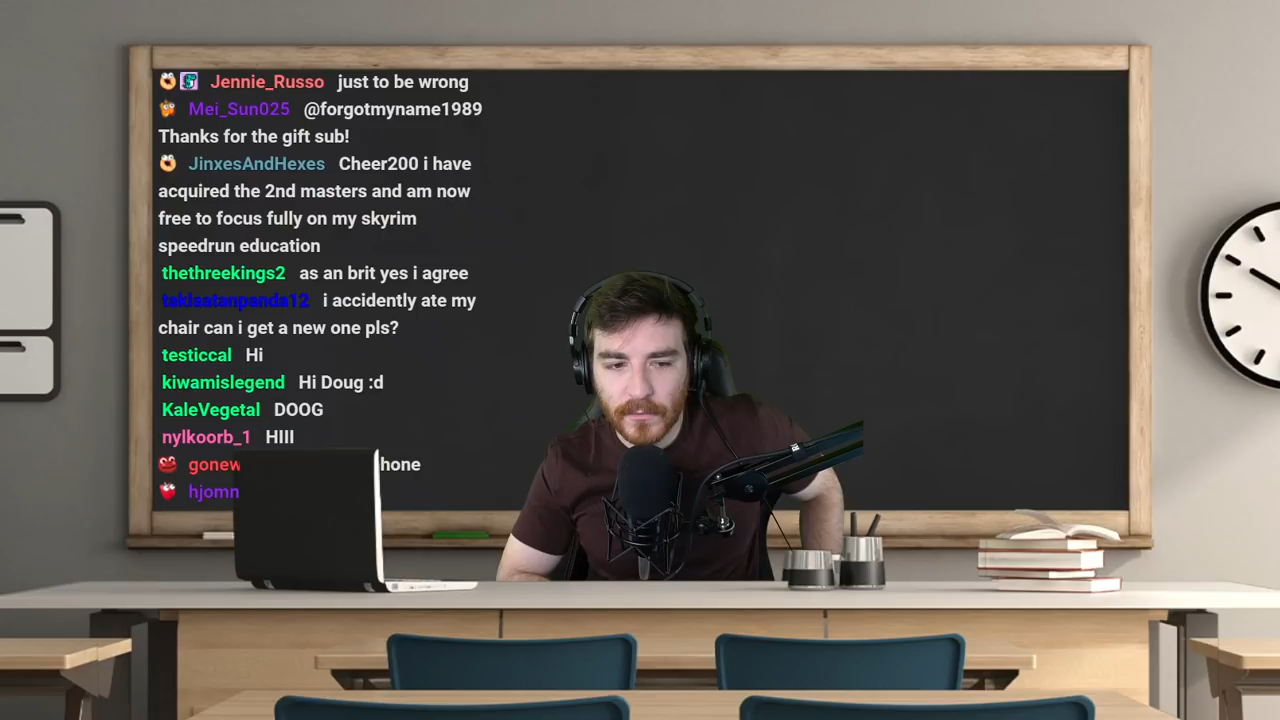 Jennie_Russo just to be wrong
Mei_Sun025 @forgotmyname1989
Thanks for the gift sub!
JinxesAndHexes Cheer200 i have
acquired the 2nd masters and am now
free to focus fully on my skyrim
speedrun education
thethreekings2 as an brit yes i agree
takisatanpanda12 i accidently ate my
chair can i get a new one pls?
testiccal Hi
kiwamislegend Hi Doug :d
KaleVegetal DOOG
nylkoorb_1 HIII
gonew hone
hjomn